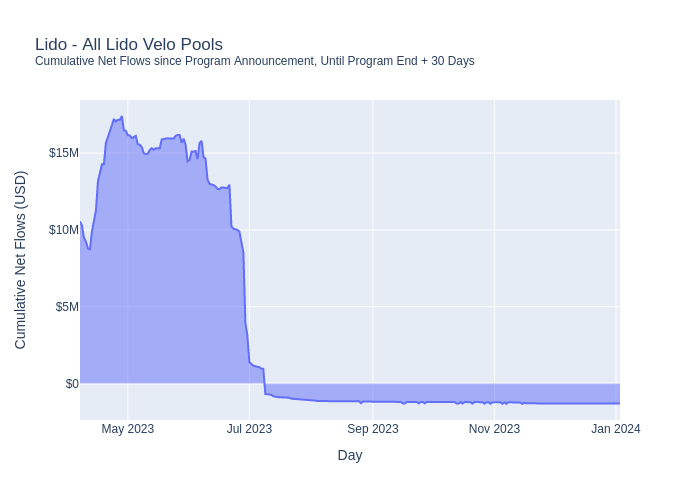 Lido - All Lido Velo Pools
Cumulative Net Flows since Program Announcement, Until Program End + 30 Days
Cumulative Net Flows (USD)
$15M
$10M
$5M
$0
May 2023
Jul 2023
Sep 2023
Nov 2023
Jan 2024
Day